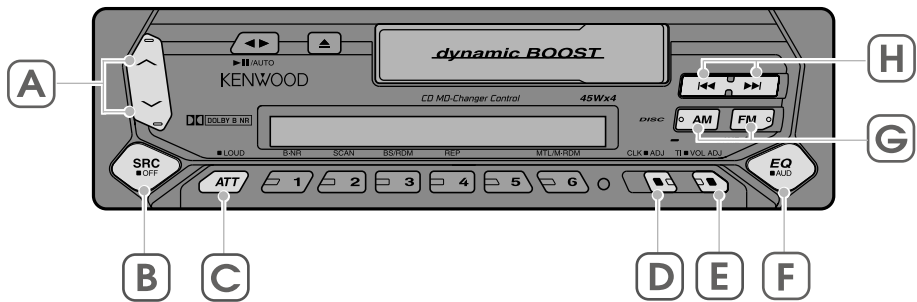 dynamic BOOST
H
A
▶▮▮/AUTO
KENWOOD
CD MD-Changer Control 45Wx4
DISC AM FM
DOLBY B NR
G
■LOUD B-NR SCAN BS/RDM REP MTL/M-RDM CLK■ADJ TI■VOL ADJ
SRC
■OFF
EQ
■AUD
ATT 1 2 3 4 5 6
B C D E F